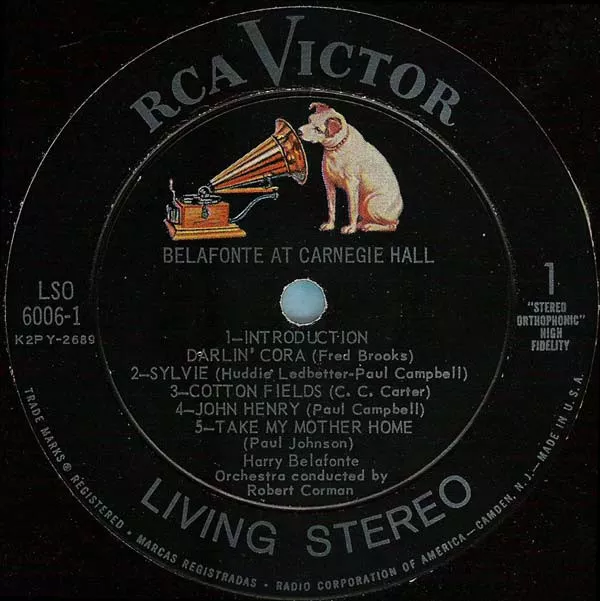 RCA VICTOR
BELAFONTE AT CARNEGIE HALL
LSO
6006-1
K2PY-2689
1
"STEREO
ORTHOPHONIC"
HIGH
FIDELITY
1—INTRODUCTION
DARLIN' CORA (Fred Brooks)
2—SYLVIE (Huddie Ledbetter-Paul Campbell)
3—COTTON FIELDS (C. C. Carter)
4—JOHN HENRY (Paul Campbell)
5—TAKE MY MOTHER HOME
(Paul Johnson)
Harry Belafonte
Orchestra conducted by
Robert Corman
LIVING STEREO
TRADE MARKS ® REGISTERED • MARCAS REGISTRADAS • RADIO CORPORATION OF AMERICA—CAMDEN, N. J.—MADE IN U.S.A.